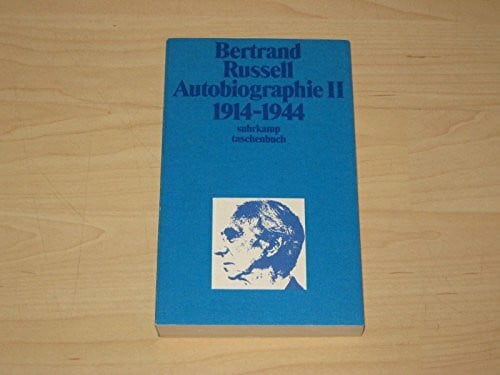 Bertrand
Russell
Autobiographie II
1914-1944
suhrkamp
taschenbuch